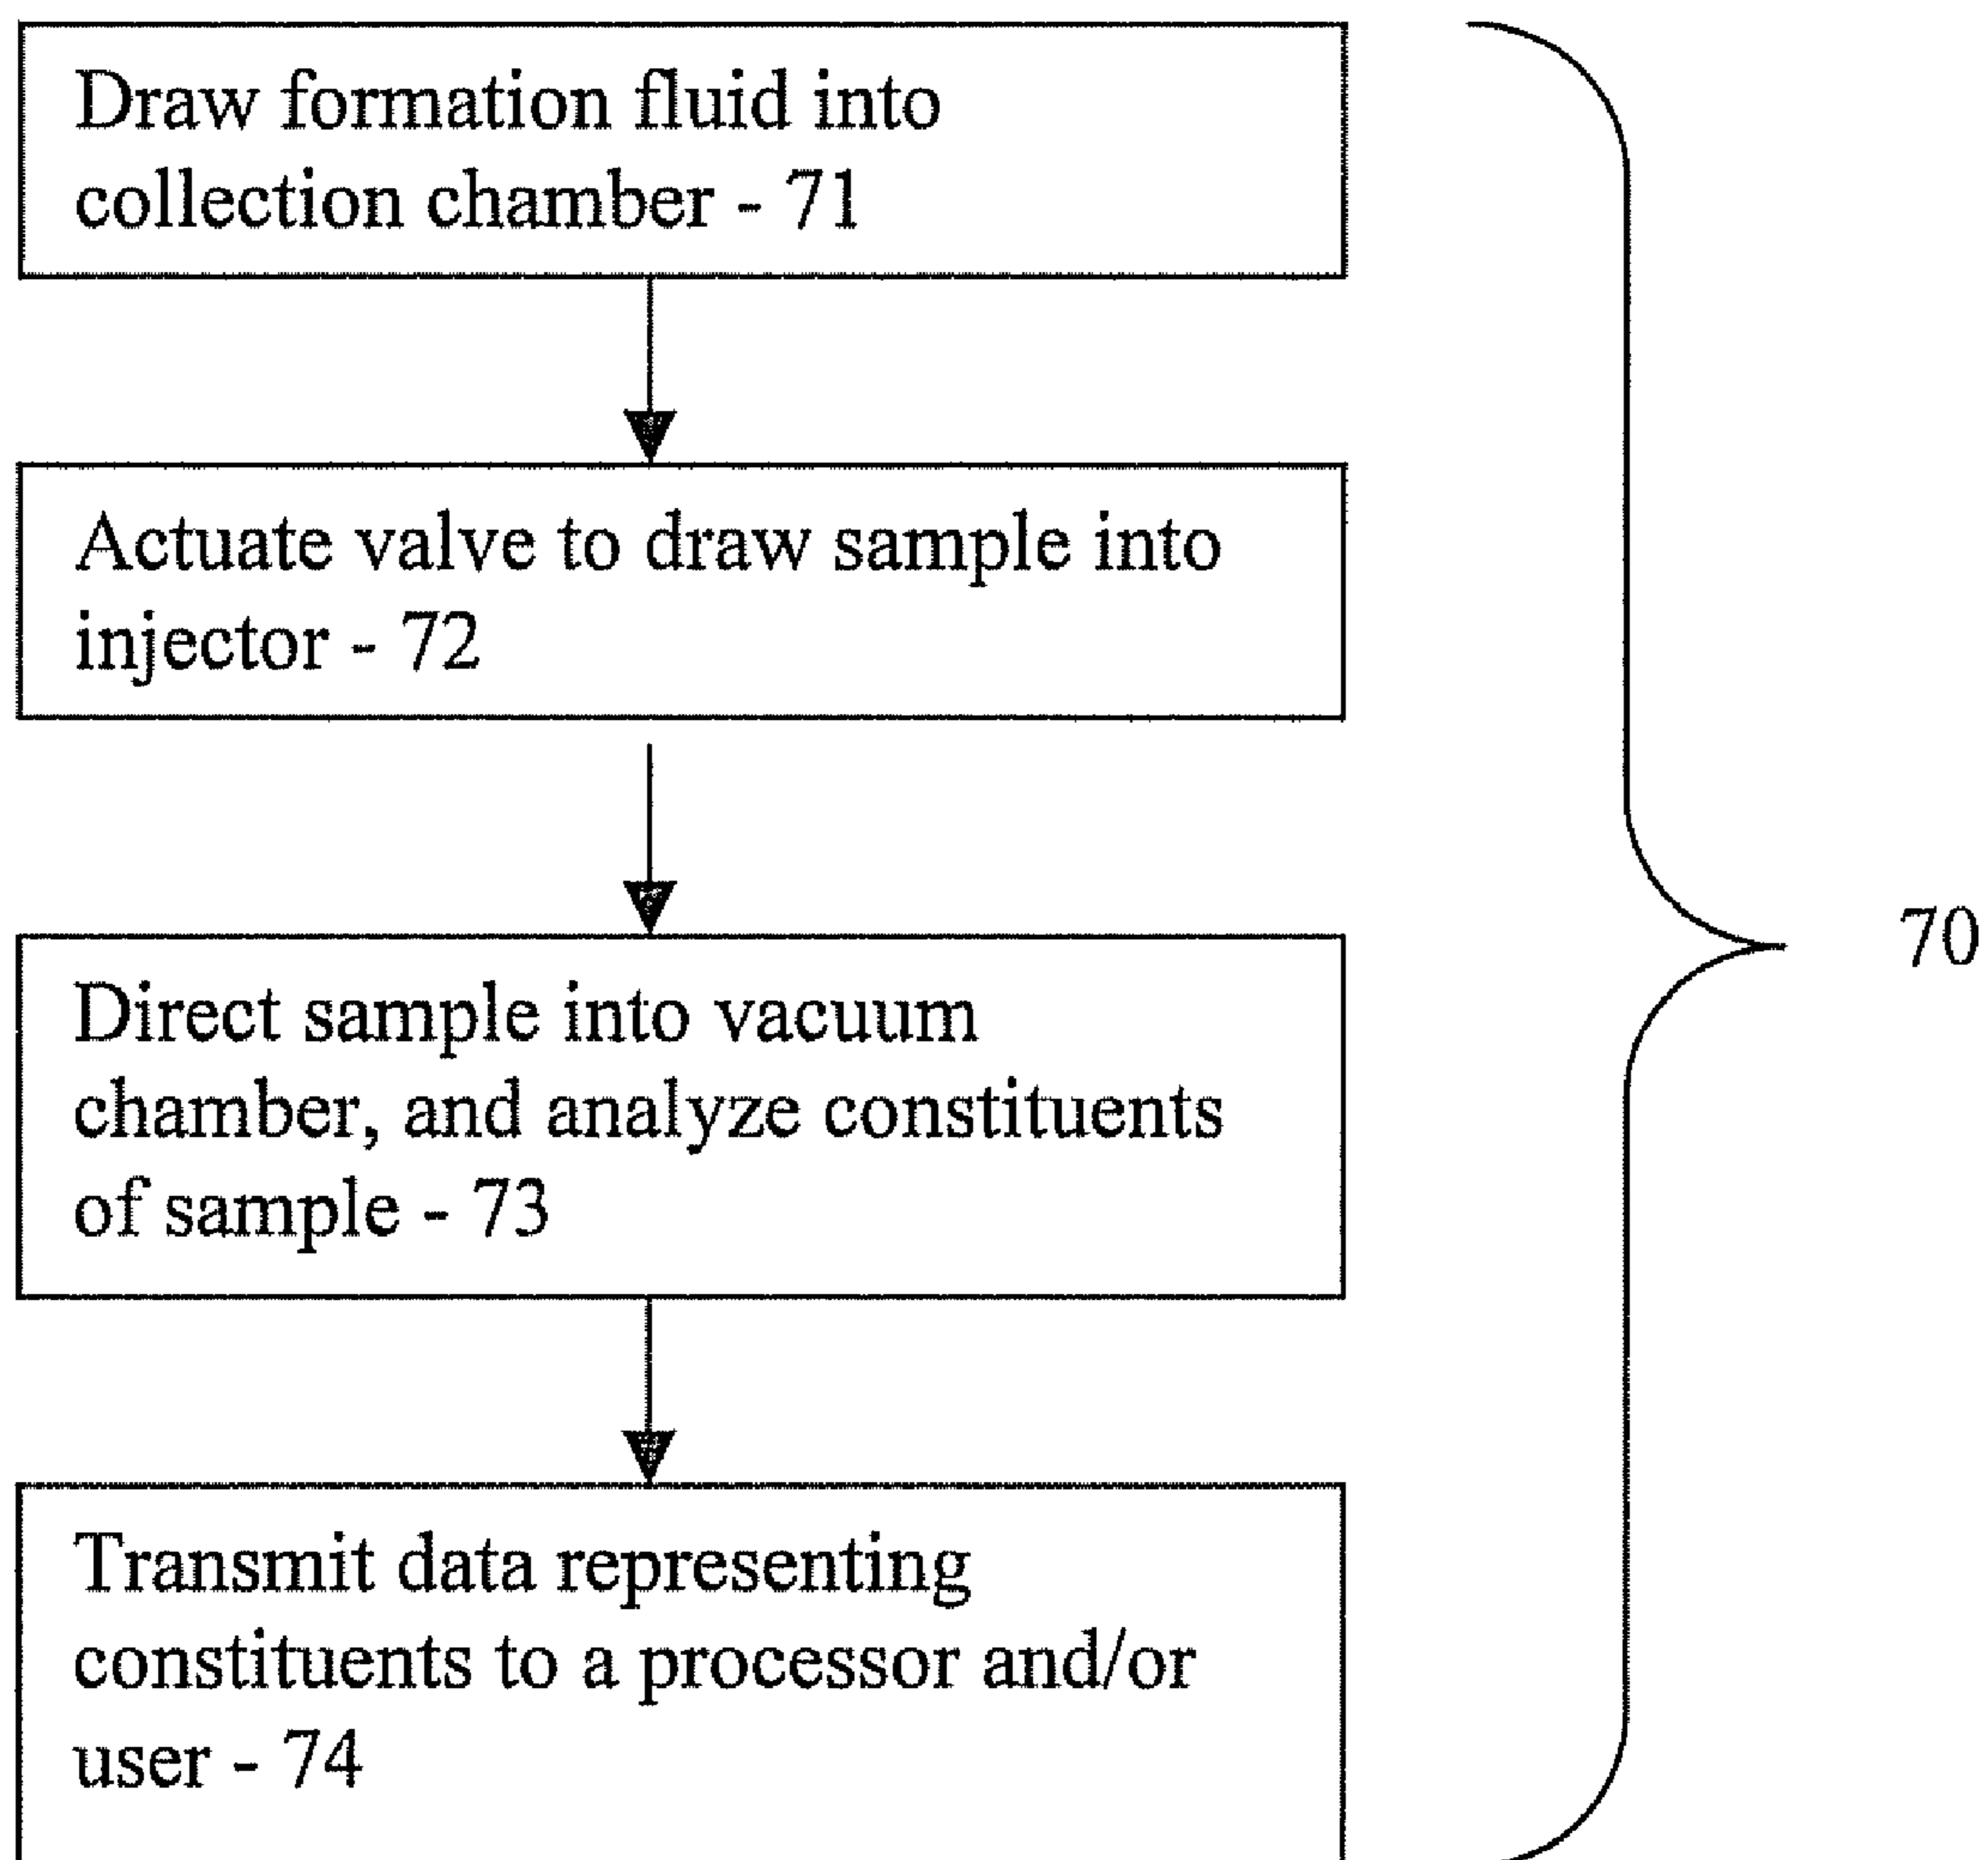 Draw formation fluid into
collection chamber - 71
Actuate valve to draw sample into
injector - 72
Direct sample into vacuum
chamber, and analyze constituents
of sample - 73
Transmit data representing
constituents to a processor and/or
user - 74
70